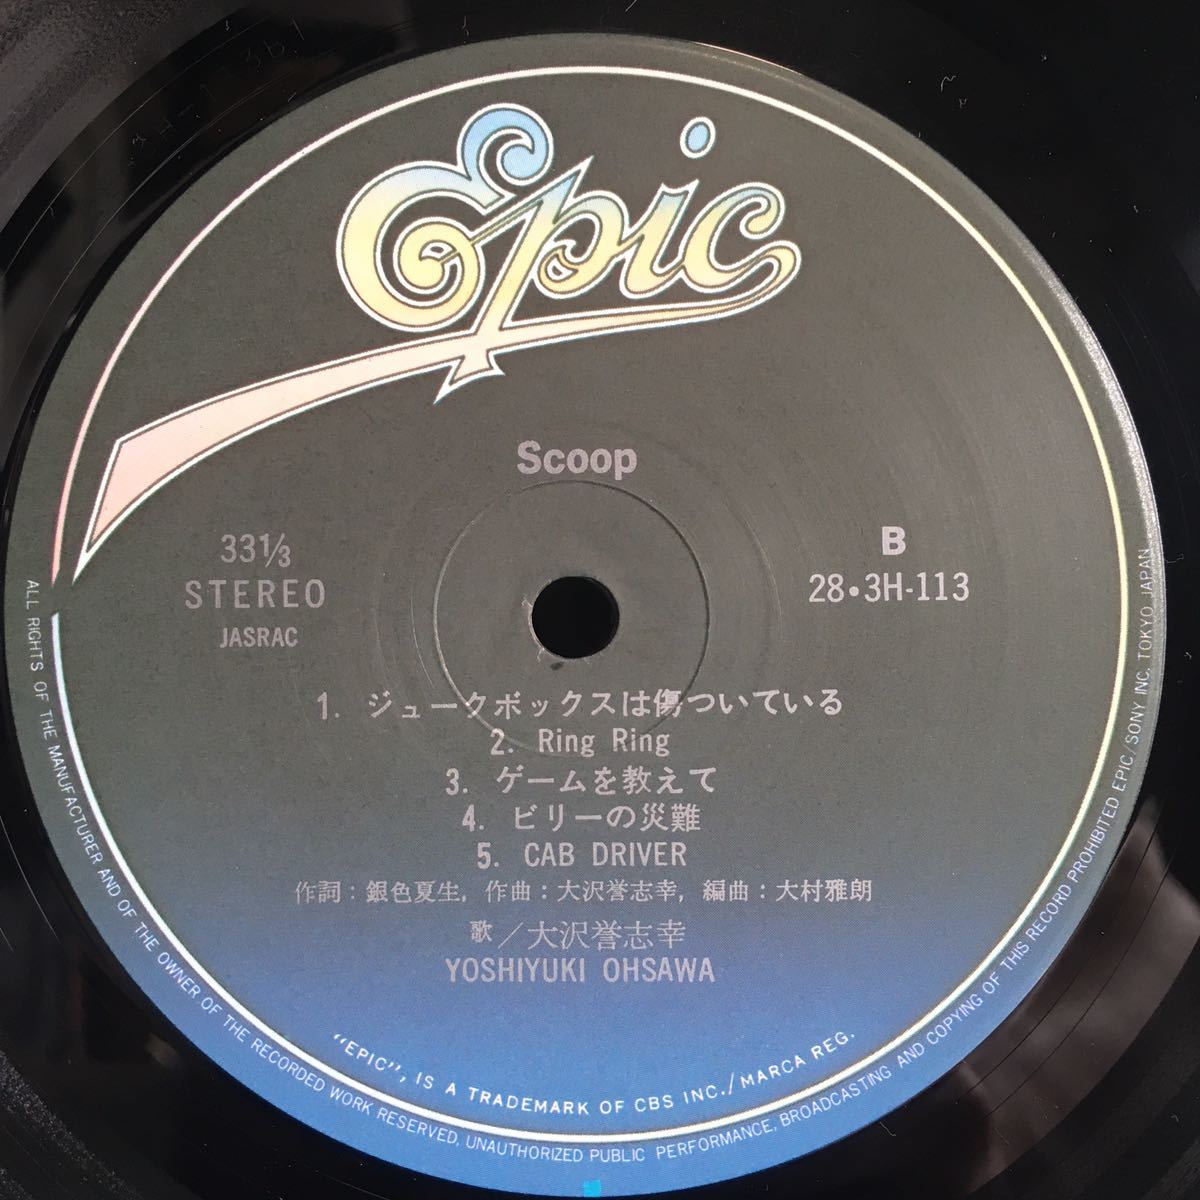 Epic
Scoop
33⅓
STEREO
JASRAC
B
28・3H-113
1. ジュークボックスは傷ついている
2. Ring Ring
3. ゲームを教えて
4. ビリーの災難
5. CAB DRIVER
作詞：銀色夏生, 作曲：大沢誉志幸, 編曲：大村雅朗
歌／大沢誉志幸
YOSHIYUKI OHSAWA
"EPIC", IS A TRADEMARK OF CBS INC./MARCA REG.
ALL RIGHTS OF THE MANUFACTURER AND OF THE OWNER OF THE RECORDED WORK RESERVED, UNAUTHORIZED PUBLIC PERFORMANCE, BROADCASTING AND COPYING OF THIS RECORD PROHIBITED EPIC/SONY INC. TOKYO JAPAN.